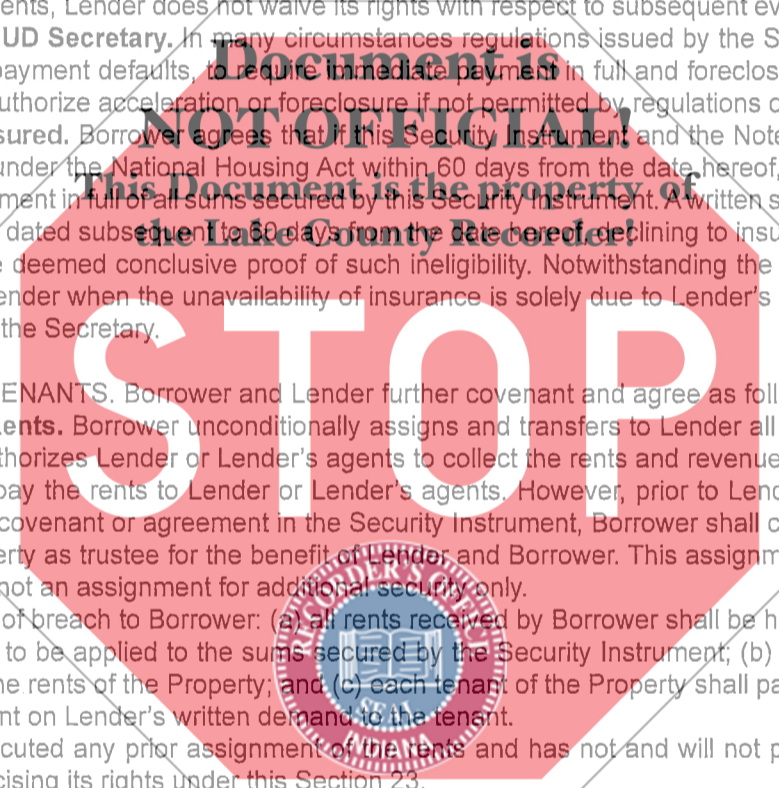 ents, Lender does not waive its rights with respect to subsequent ev
UD Secretary. In many circumstances regulations issued by the S
Document is
payment defaults, to require immediate payment in full and foreclos
uthorize acceleration or foreclosure if not permitted by regulations o
NOT OFFICIAL!
sured. Borrower agrees that if this Security Instrument and the Not
under the National Housing Act within 60 days from the date hereof,
This Document is the property of
ment in full of all sums secured by this Security Instrument. A written s
dated subsequent to 60 days from the date hereof, declining to insu
the Lake County Recorder!
e deemed conclusive proof of such ineligibility. Notwithstanding the
ender when the unavailability of insurance is solely due to Lender's
the Secretary.
STOP
ENANTS. Borrower and Lender further covenant and agree as foll
ents. Borrower unconditionally assigns and transfers to Lender all
thorizes Lender or Lender's agents to collect the rents and revenue
pay the rents to Lender or Lender's agents. However, prior to Lend
covenant or agreement in the Security Instrument, Borrower shall c
erty as trustee for the benefit of Lender and Borrower. This assignm
not an assignment for additional security only.
of breach to Borrower: (a) all rents received by Borrower shall be h
to be applied to the sums secured by the Security Instrument; (b)
he rents of the Property; and (c) each tenant of the Property shall pa
nt on Lender's written demand to the tenant.
cuted any prior assignment of the rents and has not and will not p
cising its rights under this Section 23.
RECORDER'S OFFICE
SEAL
INDIANA